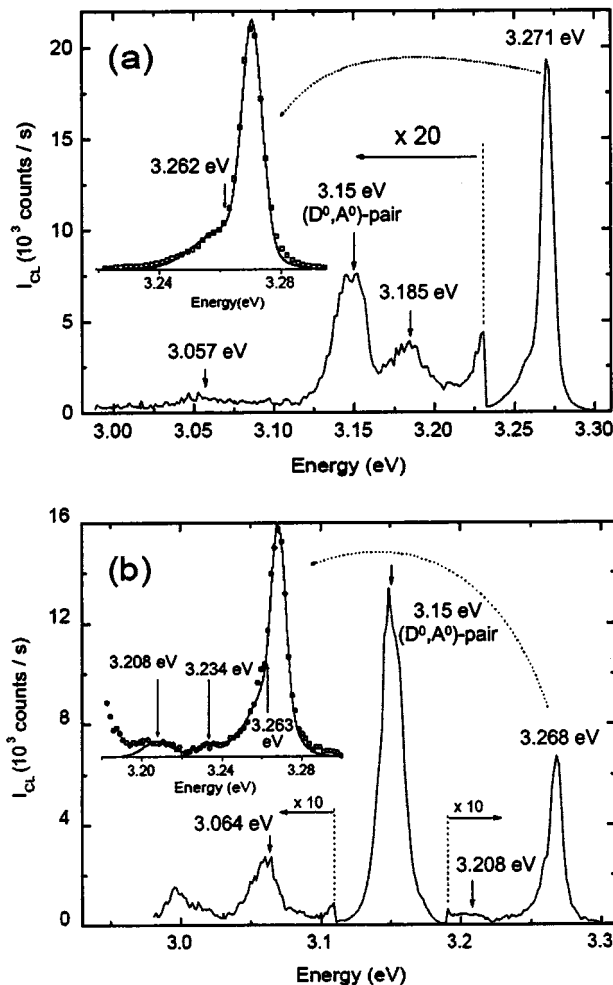 (a)
3.271 eV
3.262 eV
x 20
3.15 eV
(D⁰,A⁰)-pair
3.185 eV
3.057 eV
3.24 3.28
Energy(eV)
I_CL (10³ counts / s)
20
15
10
5
0
3.00 3.05 3.10 3.15 3.20 3.25 3.30
Energy (eV)
(b)
3.15 eV
(D⁰,A⁰)-pair
3.208 eV
3.234 eV
3.263
eV
3.268 eV
3.20 3.24 3.28
Energy (eV)
x 10
x 10
3.064 eV
3.208 eV
I_CL (10³ counts / s)
16
12
8
4
0
3.0 3.1 3.2 3.3
Energy (eV)